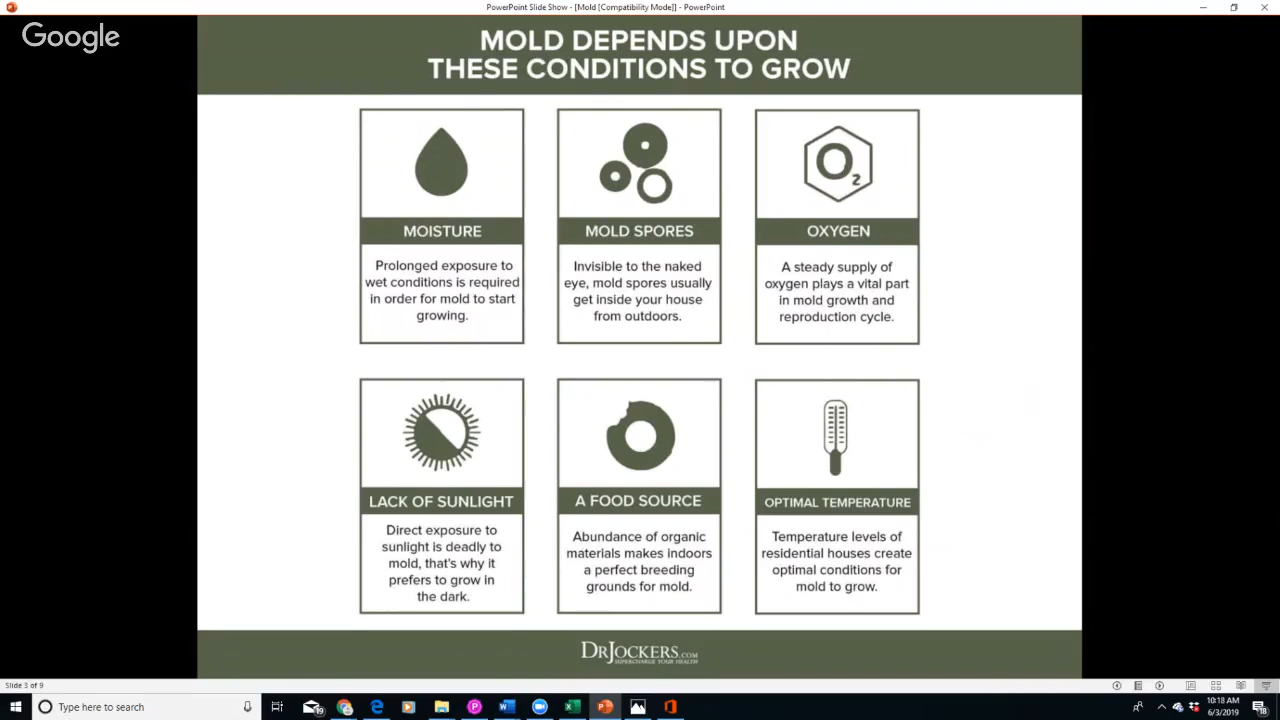 PowerPoint Slide Show - [Mold [Compatibility Mode]] - PowerPoint
Google
MOLD DEPENDS UPON
THESE CONDITIONS TO GROW
MOISTURE
Prolonged exposure to
wet conditions is required
in order for mold to start
growing.
MOLD SPORES
Invisible to the naked
eye, mold spores usually
get inside your house
from outdoors.
O2
OXYGEN
A steady supply of
oxygen plays a vital part
in mold growth and
reproduction cycle.
LACK OF SUNLIGHT
Direct exposure to
sunlight is deadly to
mold, that's why it
prefers to grow in
the dark.
A FOOD SOURCE
Abundance of organic
materials makes indoors
a perfect breeding
grounds for mold.
OPTIMAL TEMPERATURE
Temperature levels of
residential houses create
optimal conditions for
mold to grow.
DRJOCKERS.COM
SUPERCHARGE YOUR HEALTH
Slide 3 of 9
Type here to search
10:18 AM
6/3/2019